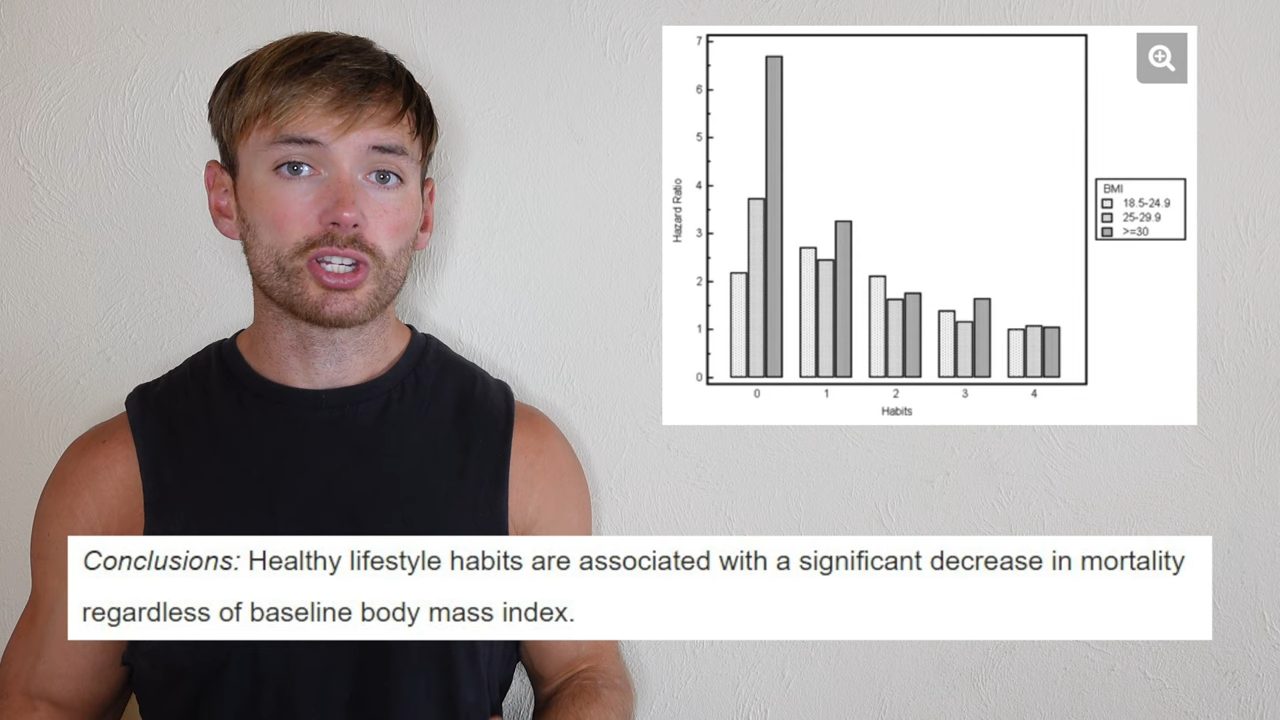 7
6
5
4
3
2
1
0
Hazard Ratio
0 1 2 3 4
Habits
BMI
18.5-24.9
25-29.9
>=30
Conclusions: Healthy lifestyle habits are associated with a significant decrease in mortality
regardless of baseline body mass index.